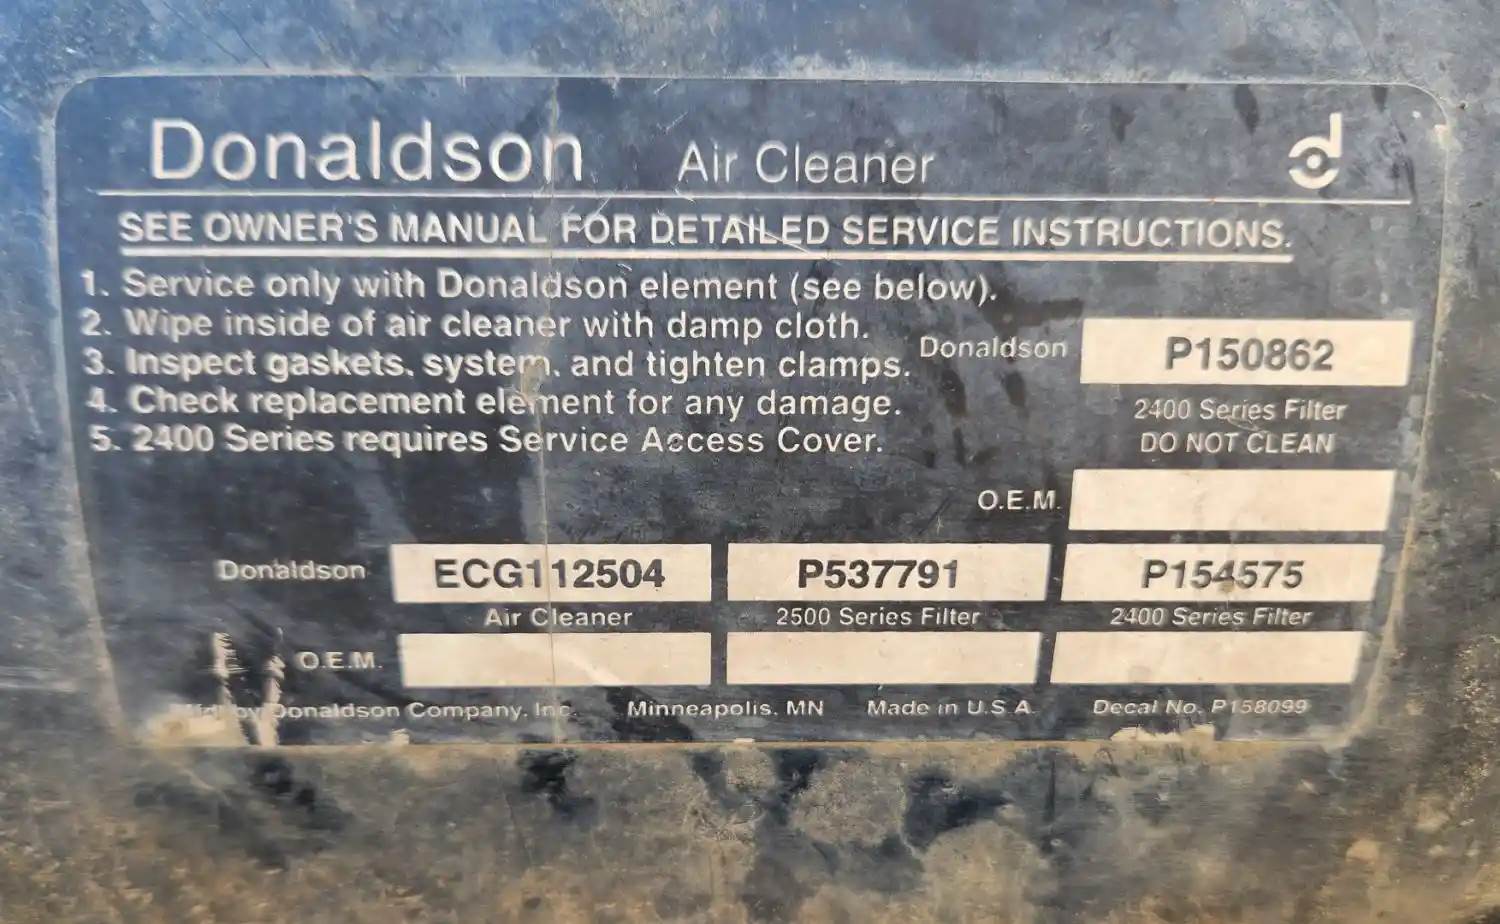 Donaldson Air Cleaner
SEE OWNER'S MANUAL FOR DETAILED SERVICE INSTRUCTIONS.
1. Service only with Donaldson element (see below).
2. Wipe inside of air cleaner with damp cloth.
3. Inspect gaskets, system, and tighten clamps.
4. Check replacement element for any damage.
5. 2400 Series requires Service Access Cover.
Donaldson P150862
2400 Series Filter
DO NOT CLEAN
O.E.M.
Donaldson ECG112504 P537791 P154575
Air Cleaner 2500 Series Filter 2400 Series Filter
O.E.M.
Mfd. by Donaldson Company, Inc. Minneapolis, MN Made in U.S.A. Decal No. P158099